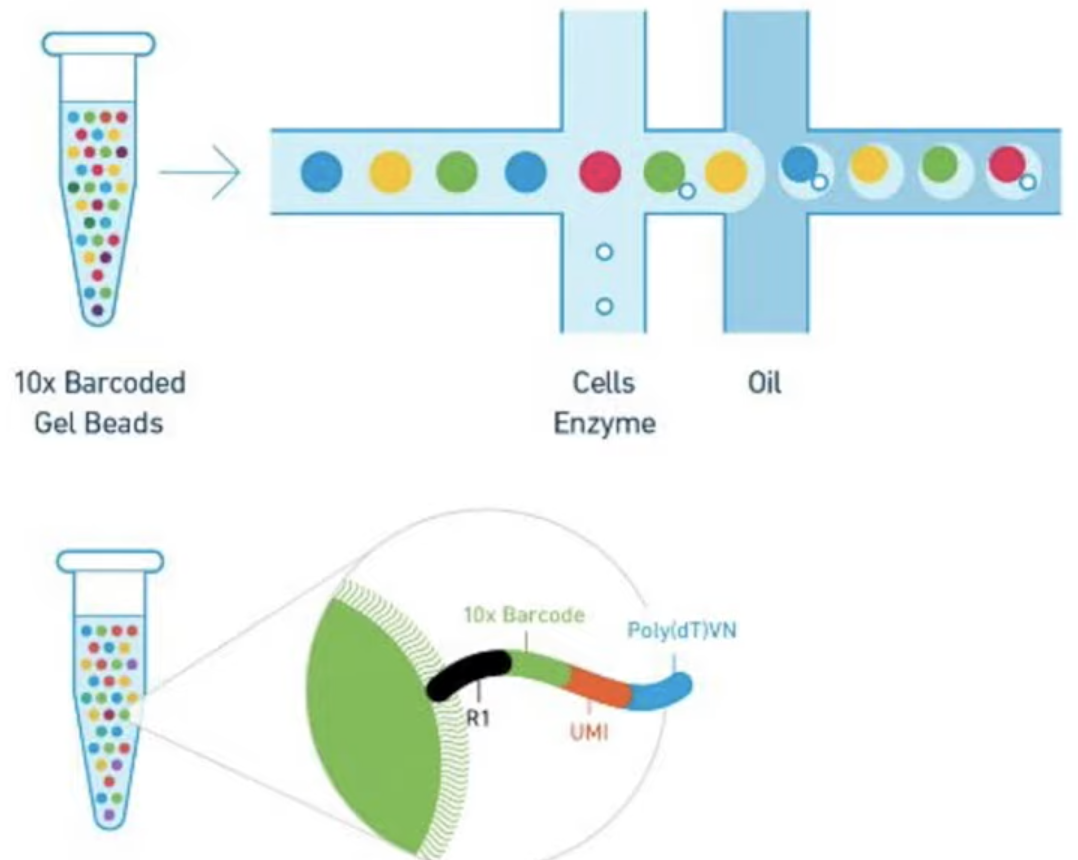 10x Barcoded
Gel Beads
Cells
Enzyme
Oil
10x Barcode
Poly(dT)VN
R1
UMI